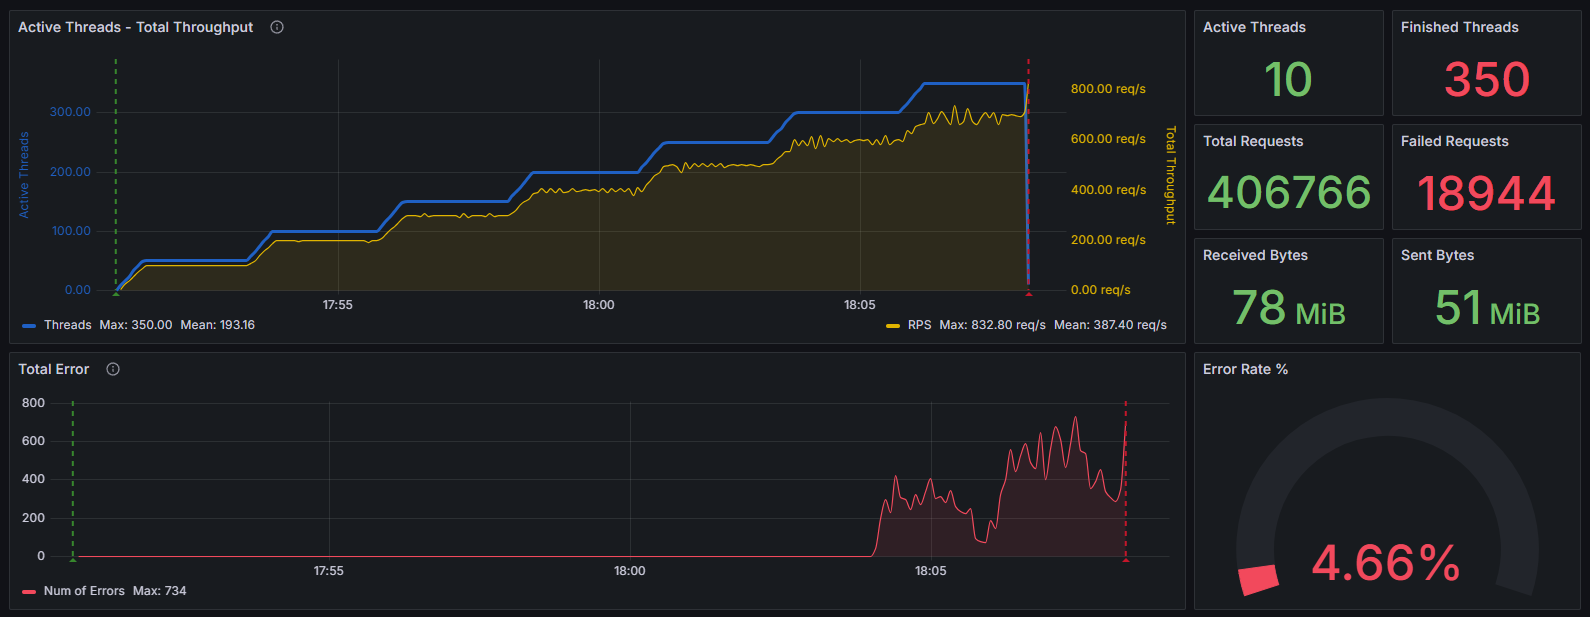 Active Threads - Total Throughput
300.00
200.00
100.00
0.00
Active Threads
800.00 req/s
600.00 req/s
400.00 req/s
200.00 req/s
0.00 req/s
Total Throughput
17:55
18:00
18:05
Threads Max: 350.00 Mean: 193.16
RPS Max: 832.80 req/s Mean: 387.40 req/s
Active Threads
10
Finished Threads
350
Total Requests
406766
Failed Requests
18944
Received Bytes
78 MiB
Sent Bytes
51 MiB
Total Error
800
600
400
200
0
17:55
18:00
18:05
Num of Errors Max: 734
Error Rate %
4.66%